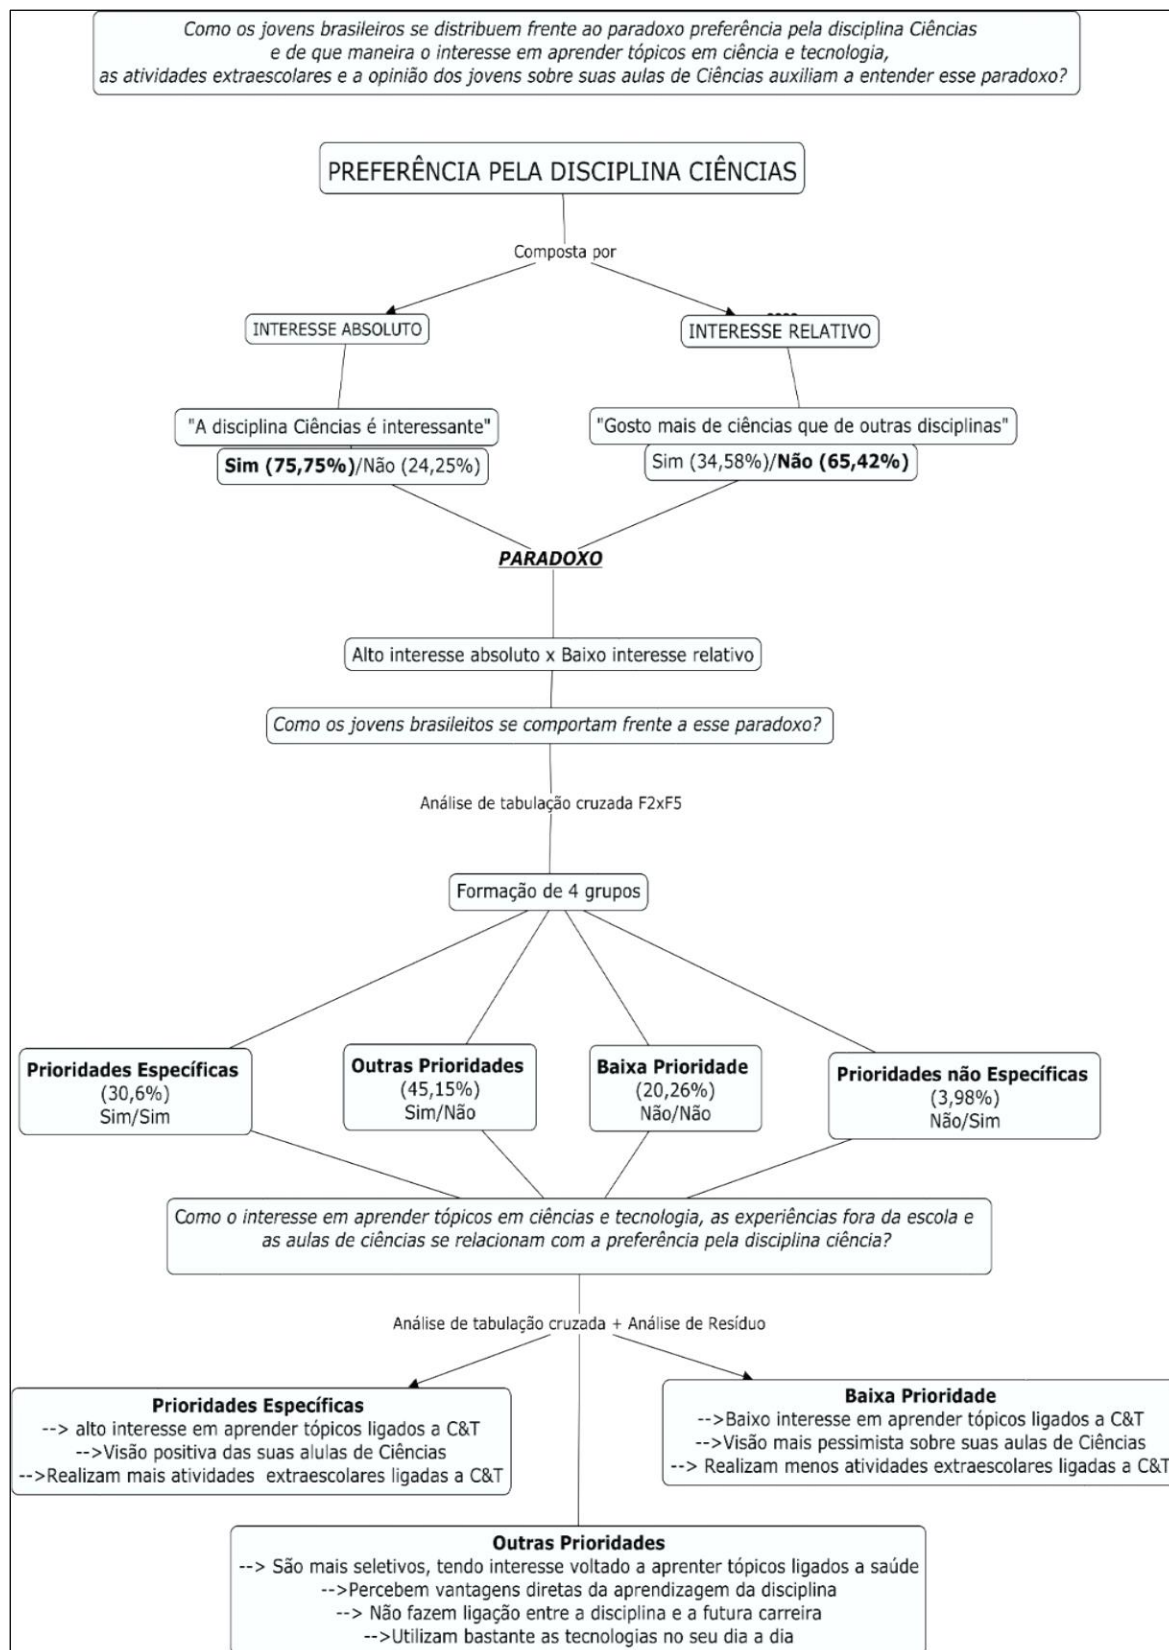 Como os jovens brasileiros se distribuem frente ao paradoxo preferência pela disciplina Ciências
e de que maneira o interesse em aprender tópicos em ciência e tecnologia,
as atividades extraescolares e a opinião dos jovens sobre suas aulas de Ciências auxiliam a entender esse paradoxo?
PREFERÊNCIA PELA DISCIPLINA CIÊNCIAS
Composta por
INTERESSE ABSOLUTO
INTERESSE RELATIVO
"A disciplina Ciências é interessante"
"Gosto mais de ciências que de outras disciplinas"
Sim (75,75%)/Não (24,25%)
Sim (34,58%)/Não (65,42%)
PARADOXO
Alto interesse absoluto x Baixo interesse relativo
Como os jovens brasileitos se comportam frente a esse paradoxo?
Análise de tabulação cruzada F2xF5
Formação de 4 grupos
Prioridades Específicas
(30,6%)
Sim/Sim
Outras Prioridades
(45,15%)
Sim/Não
Baixa Prioridade
(20,26%)
Não/Não
Prioridades não Específicas
(3,98%)
Não/Sim
Como o interesse em aprender tópicos em ciências e tecnologia, as experiências fora da escola e
as aulas de ciências se relacionam com a preferência pela disciplina ciência?
Análise de tabulação cruzada + Análise de Resíduo
Prioridades Específicas
--> alto interesse em aprender tópicos ligados a C&T
-->Visão positiva das suas alulas de Ciências
-->Realizam mais atividades extraescolares ligadas a C&T
Baixa Prioridade
-->Baixo interesse em aprender tópicos ligados a C&T
-->Visão mais pessimista sobre suas aulas de Ciências
--> Realizam menos atividades extraescolares ligadas a C&T
Outras Prioridades
--> São mais seletivos, tendo interesse voltado a aprenter tópicos ligados a saúde
-->Percebem vantagens diretas da aprendizagem da disciplina
--> Não fazem ligação entre a disciplina e a futura carreira
-->Utilizam bastante as tecnologias no seu dia a dia